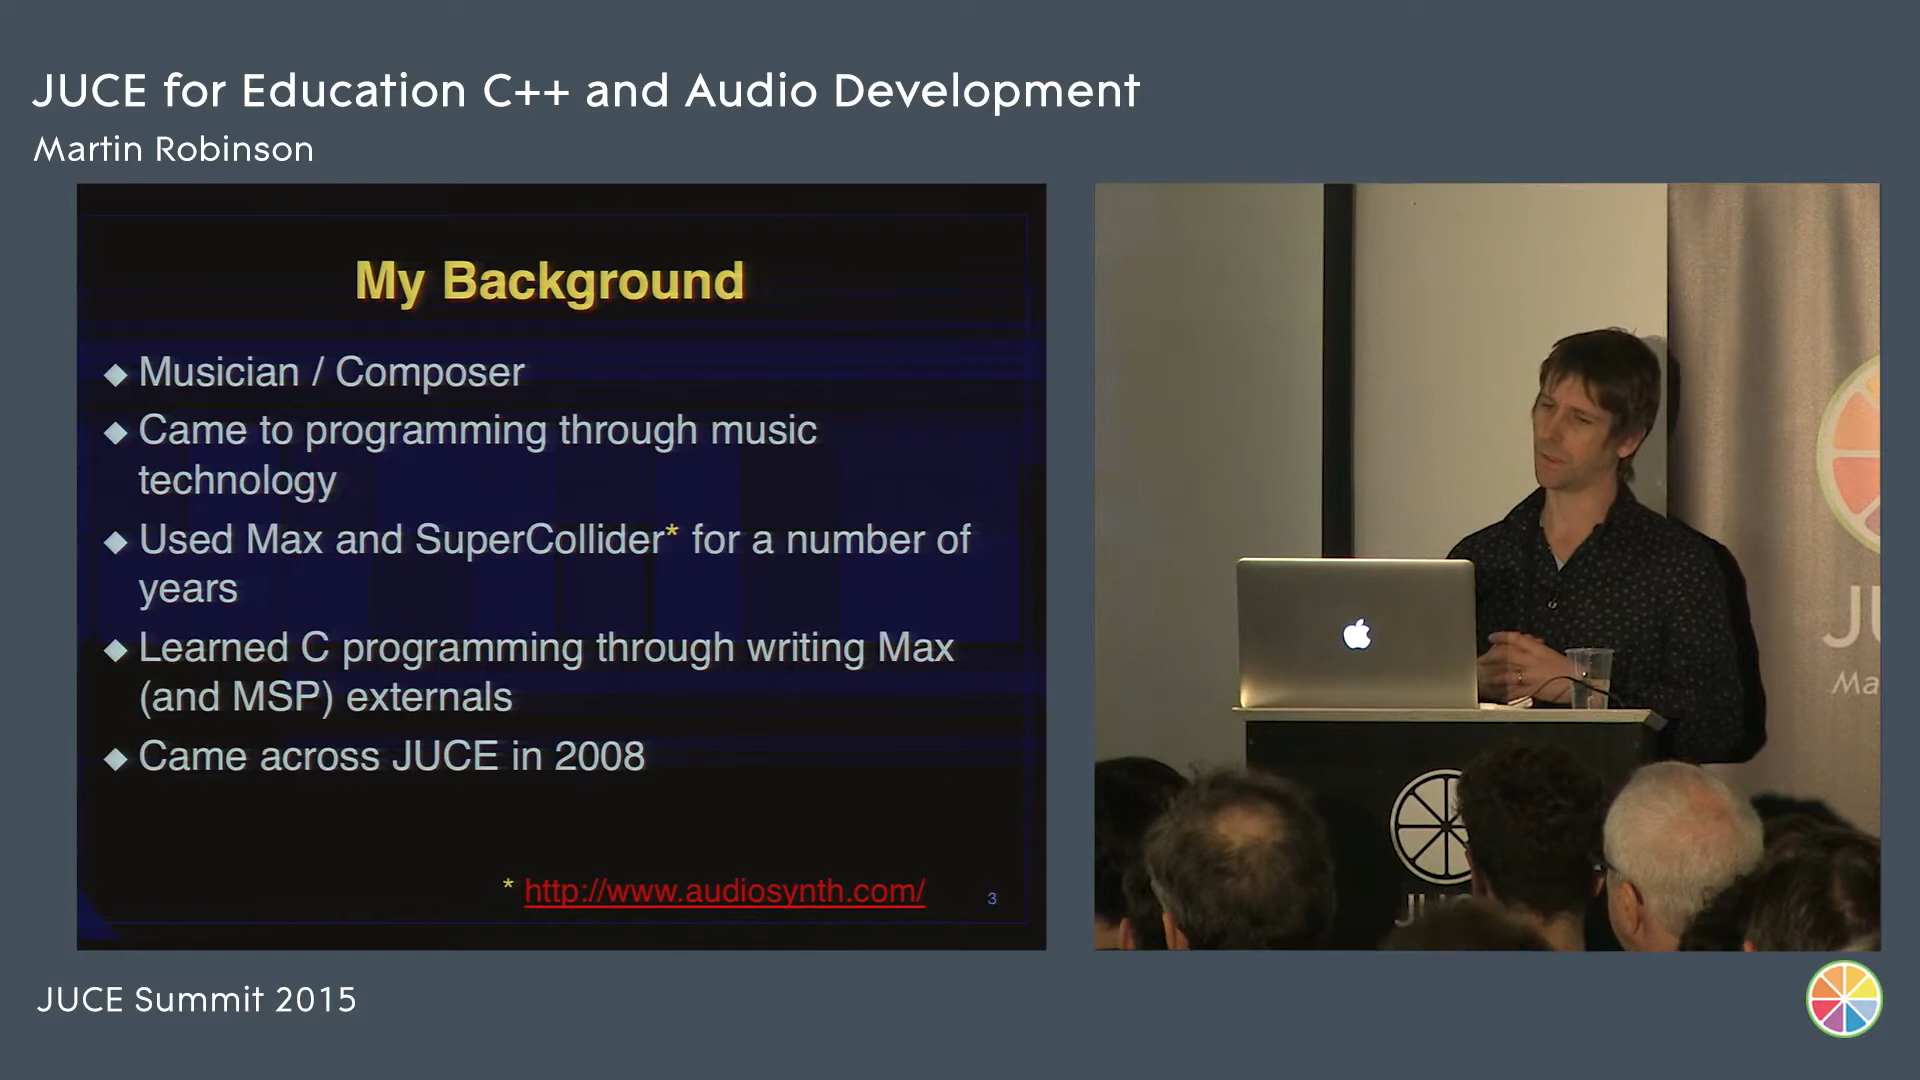 JUCE for Education C++ and Audio Development
Martin Robinson
My Background
◆ Musician / Composer
◆ Came to programming through music
technology
◆ Used Max and SuperCollider* for a number of
years
◆ Learned C programming through writing Max
(and MSP) externals
◆ Came across JUCE in 2008
* http://www.audiosynth.com/
3
JUCE Summit 2015